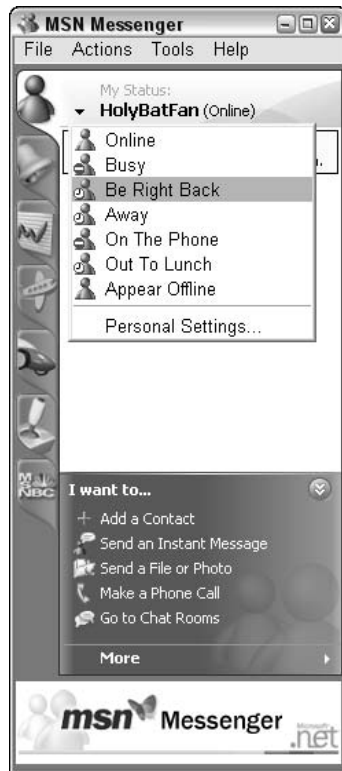 MSN Messenger
File Actions Tools Help
My Status:
HolyBatFan (Online)
Online
Busy
Be Right Back
Away
On The Phone
Out To Lunch
Appear Offline
Personal Settings...
MSNBC
I want to...
Add a Contact
Send an Instant Message
Send a File or Photo
Make a Phone Call
Go to Chat Rooms
More
msn Messenger
Microsoft
.net